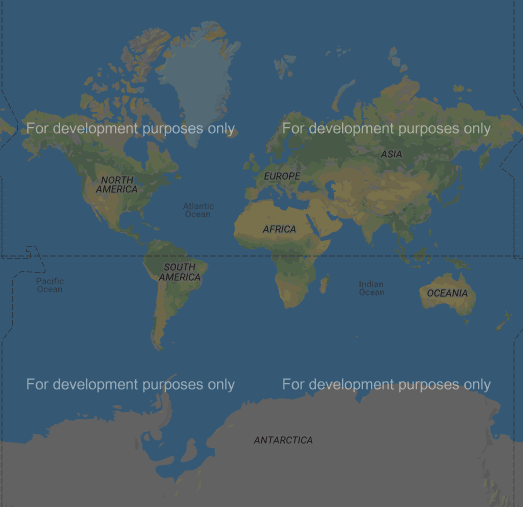 For development purposes only
For development purposes only
ASIA
EUROPE
NORTH
AMERICA
Atlantic
Ocean
AFRICA
SOUTH
AMERICA
Pacific
Ocean
Indian
Ocean
OCEANIA
For development purposes only
For development purposes only
ANTARCTICA